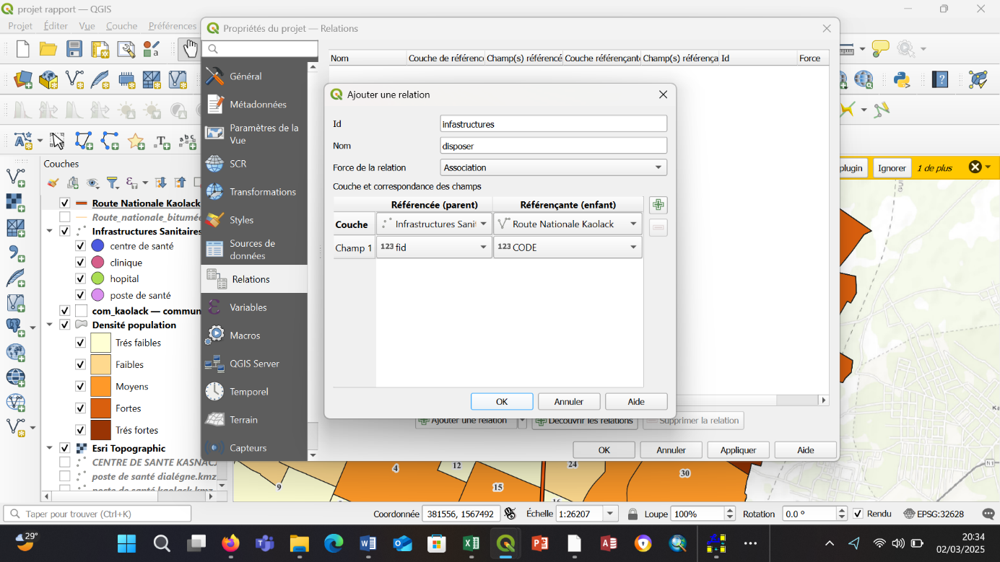 projet rapport — QGIS
Projet Éditer Vue Couche Préférences
Propriétés du projet — Relations
Nom Couche de référenc Champ(s) référencé Couche référençant Champ(s) référença Id Force
Général
Métadonnées
Paramètres de la
Vue
SCR
Transformations
Styles
Sources de
données
Relations
Variables
Macros
QGIS Server
Temporel
Terrain
Capteurs
Ajouter une relation
Id infastructures
Nom disposer
Force de la relation Association
Couche et correspondance des champs
Référencée (parent) Référençante (enfant)
Couche Infrastructures Sanit Route Nationale Kaolack
Champ 1 123 fid 123 CODE
OK Annuler Aide
Ajouter une relation Découvrir les relations Supprimer la relation
OK Annuler Appliquer Aide
plugin Ignorer 1 de plus
Couches
Route Nationale Kaolack
Route_nationale_bitumée
Infrastructures Sanitaires
centre de santé
clinique
hopital
poste de santé
com_kaolack — commun
Densité population
Trés faibles
Faibles
Moyens
Fortes
Trés fortes
Esri Topographic
CENTRE DE SANTE KASNAC
poste de santé dialégne.kmz
poste de santé kaolack.kmz
9
4
12
15
16
24
30
N1
Taper pour trouver (Ctrl+K) Coordonnée 381556, 1567492 Échelle 1:26207 Loupe 100% Rotation 0.0 ° Rendu EPSG:32628
29°
20:34
02/03/2025